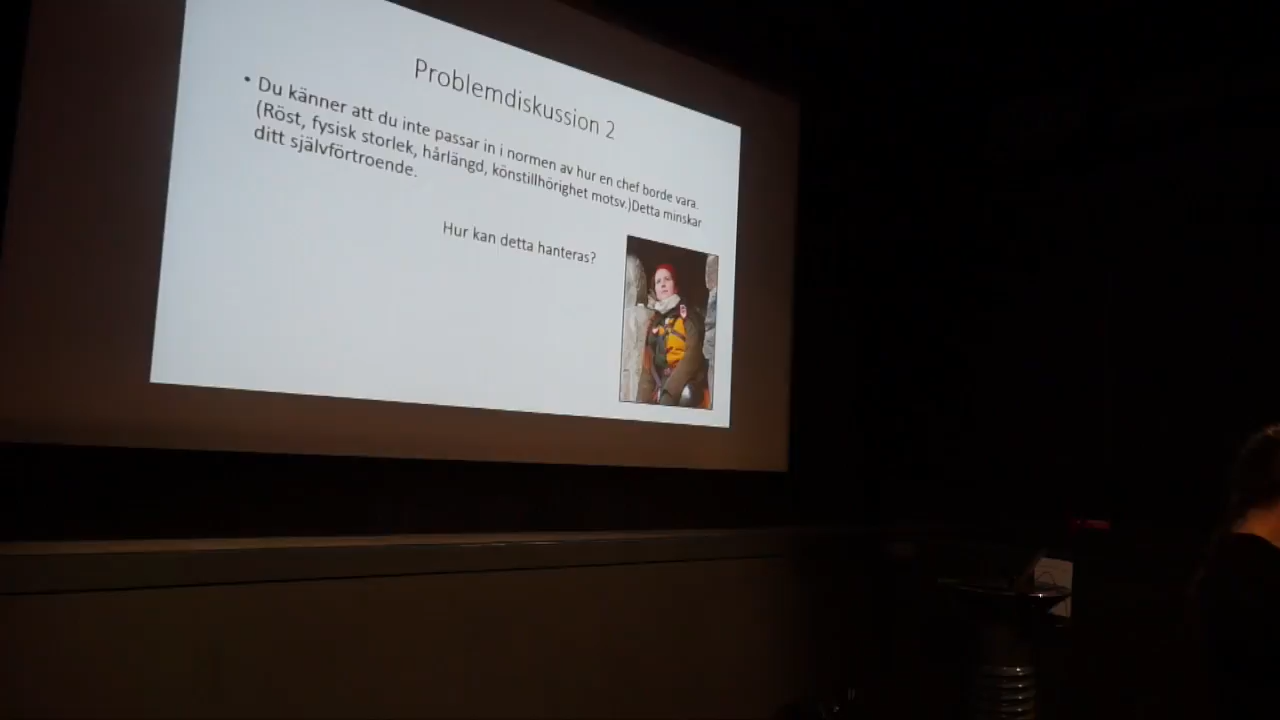 Problemdiskussion 2
• Du känner att du inte passar in i normen av hur en chef borde vara.
(Röst, fysisk storlek, hårlängd, könstillhörighet motsv.)Detta minskar
ditt självförtroende.
Hur kan detta hanteras?